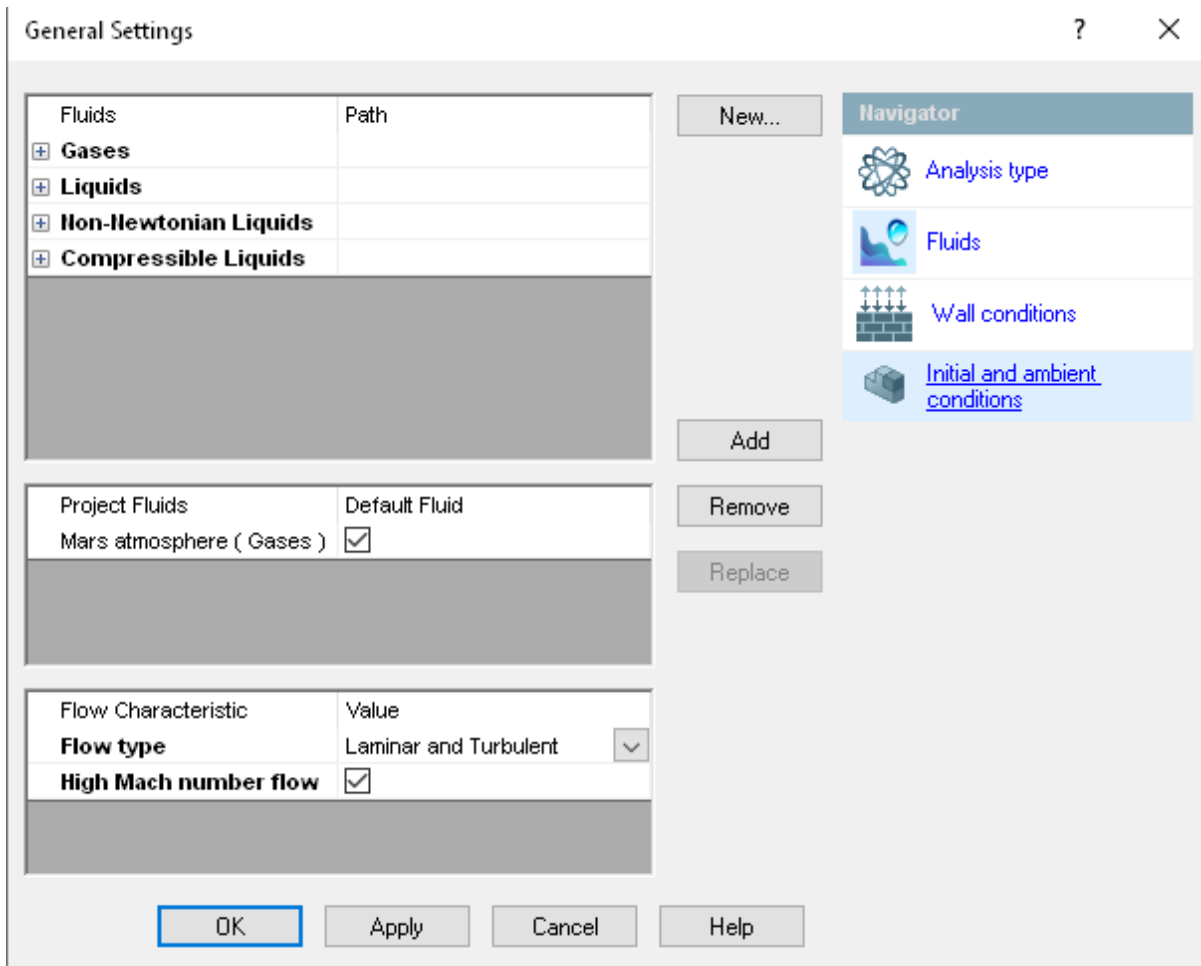 General Settings
?
Fluids Path
Gases
Liquids
Non-Newtonian Liquids
Compressible Liquids
New...
Add
Project Fluids Default Fluid
Mars atmosphere ( Gases )
Remove
Replace
Flow Characteristic Value
Flow type Laminar and Turbulent
High Mach number flow
OK Apply Cancel Help
Navigator
Analysis type
Fluids
Wall conditions
Initial and ambient
conditions